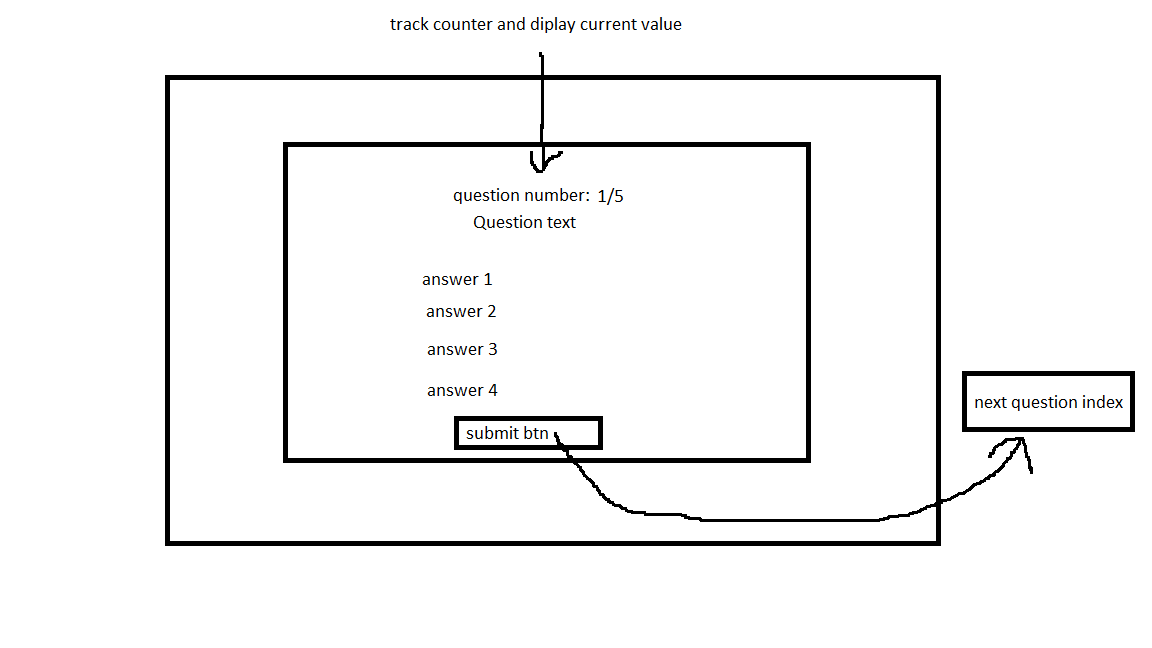 track counter and diplay current value
question number: 1/5
Question text
answer 1
answer 2
answer 3
answer 4
submit btn
next question index